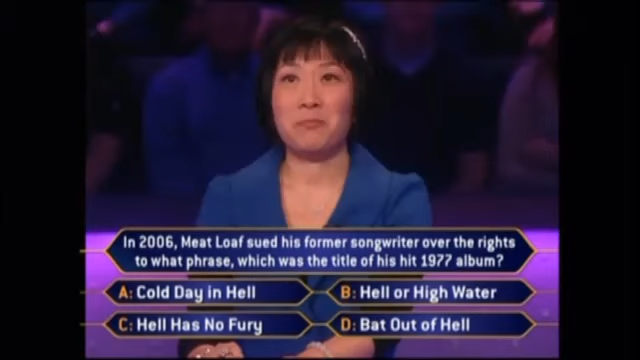 In 2006, Meat Loaf sued his former songwriter over the rights
to what phrase, which was the title of his hit 1977 album?
A: Cold Day in Hell
B: Hell or High Water
C: Hell Has No Fury
D: Bat Out of Hell